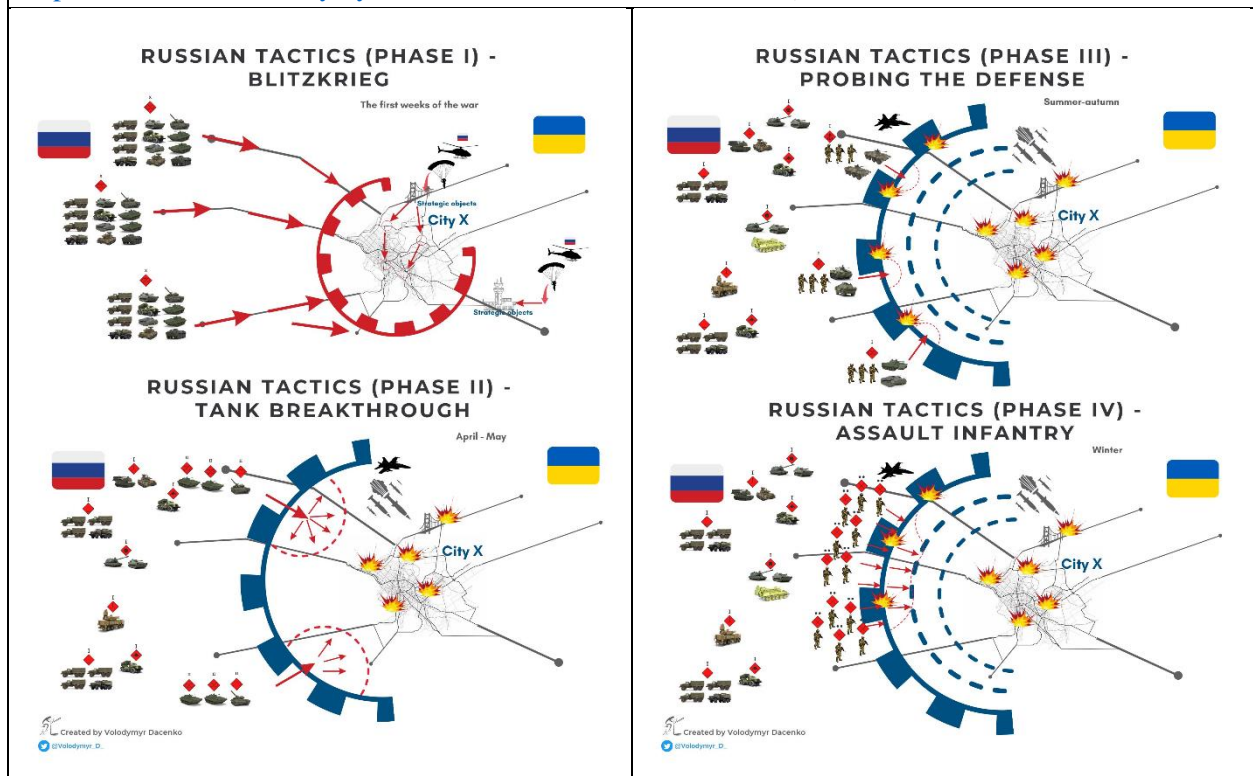 RUSSIAN TACTICS (PHASE I) -
BLITZKRIEG
The first weeks of the war
Strategic objects
City X
Strategic objects
RUSSIAN TACTICS (PHASE II) -
TANK BREAKTHROUGH
April - May
City X
Created by Volodymyr Dacenko
@Volodymyr_D_
RUSSIAN TACTICS (PHASE III) -
PROBING THE DEFENSE
Summer-autumn
City X
RUSSIAN TACTICS (PHASE IV) -
ASSAULT INFANTRY
Winter
City X
Created by Volodymyr Dacenko
@Volodymyr_D_